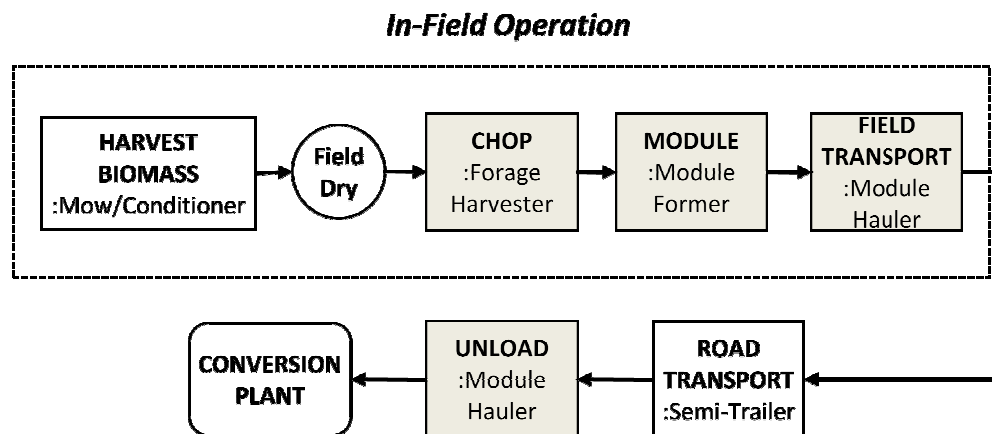 In-Field Operation
HARVEST
BIOMASS
:Mow/Conditioner
Field
Dry
CHOP
:Forage
Harvester
MODULE
:Module
Former
FIELD
TRANSPORT
:Module
Hauler
CONVERSION
PLANT
UNLOAD
:Module
Hauler
ROAD
TRANSPORT
:Semi-Trailer